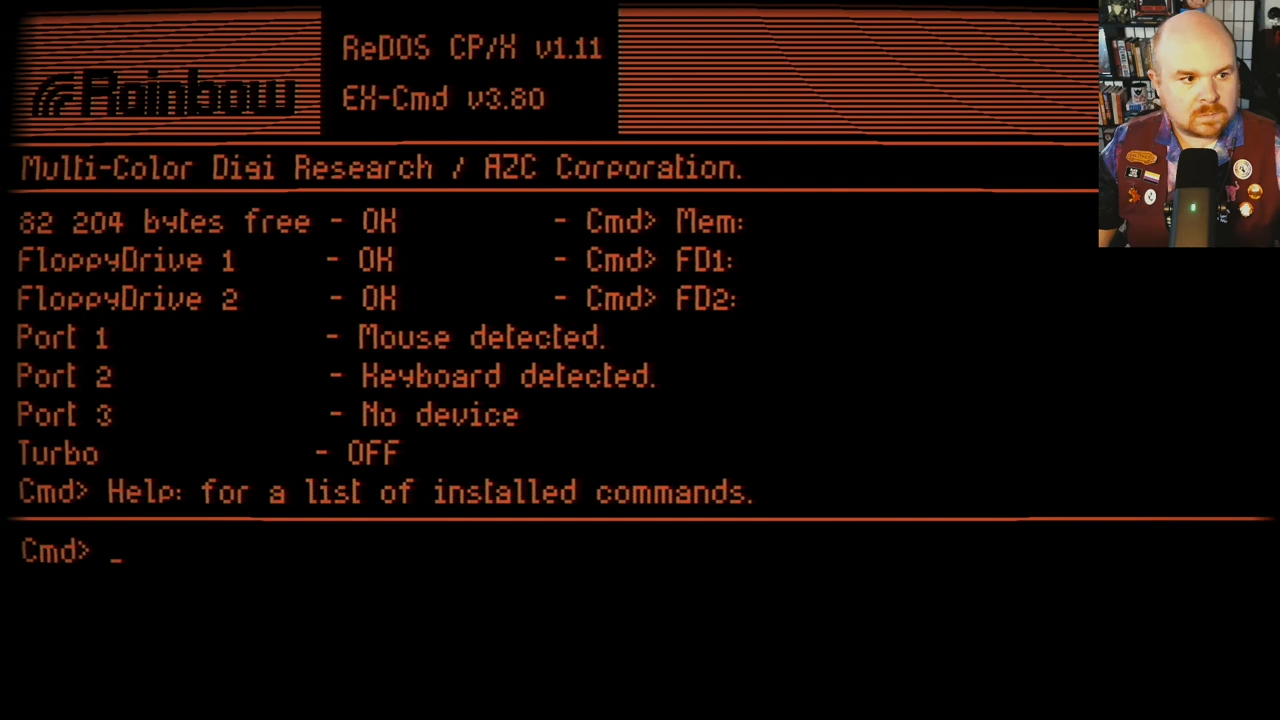 Rainbow
ReDOS CP/X v1.11
EX-Cmd v3.80
Multi-Color Digi Research / AZC Corporation.
82 204 bytes free - OK - Cmd> Mem:
FloppyDrive 1 - OK - Cmd> FD1:
FloppyDrive 2 - OK - Cmd> FD2:
Port 1 - Mouse detected.
Port 2 - Keyboard detected.
Port 3 - No device
Turbo - OFF
Cmd> Help: for a list of installed commands.
Cmd> _